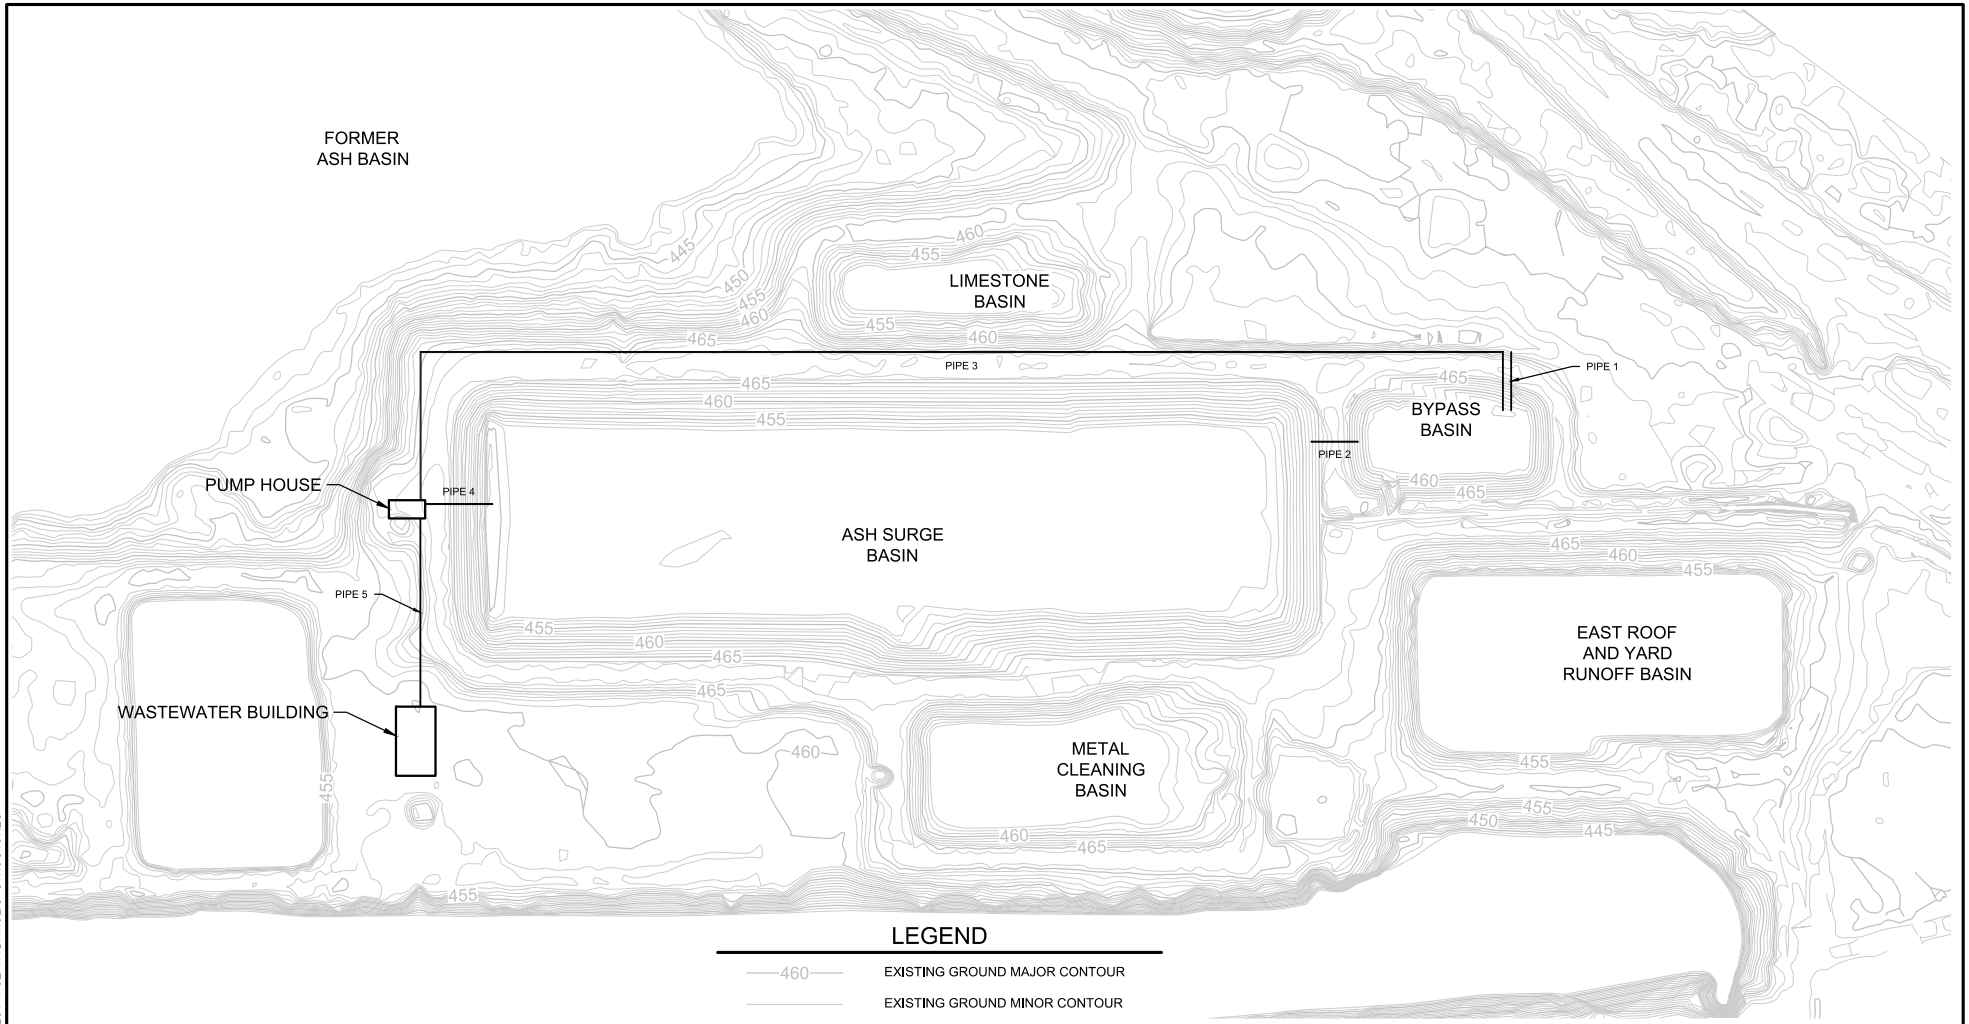 FORMER
ASH BASIN
445
450
455
460
465
460
455
LIMESTONE
BASIN
455
460
PIPE 3
PIPE 1
465
460
455
465
BYPASS
BASIN
PIPE 2
460
465
PUMP HOUSE
PIPE 4
ASH SURGE
BASIN
465
460
455
PIPE 5
455
460
465
465
EAST ROOF
AND YARD
RUNOFF BASIN
WASTEWATER BUILDING
455
460
METAL
CLEANING
BASIN
460
465
455
455
450
445
455
LEGEND
460
EXISTING GROUND MAJOR CONTOUR
EXISTING GROUND MINOR CONTOUR